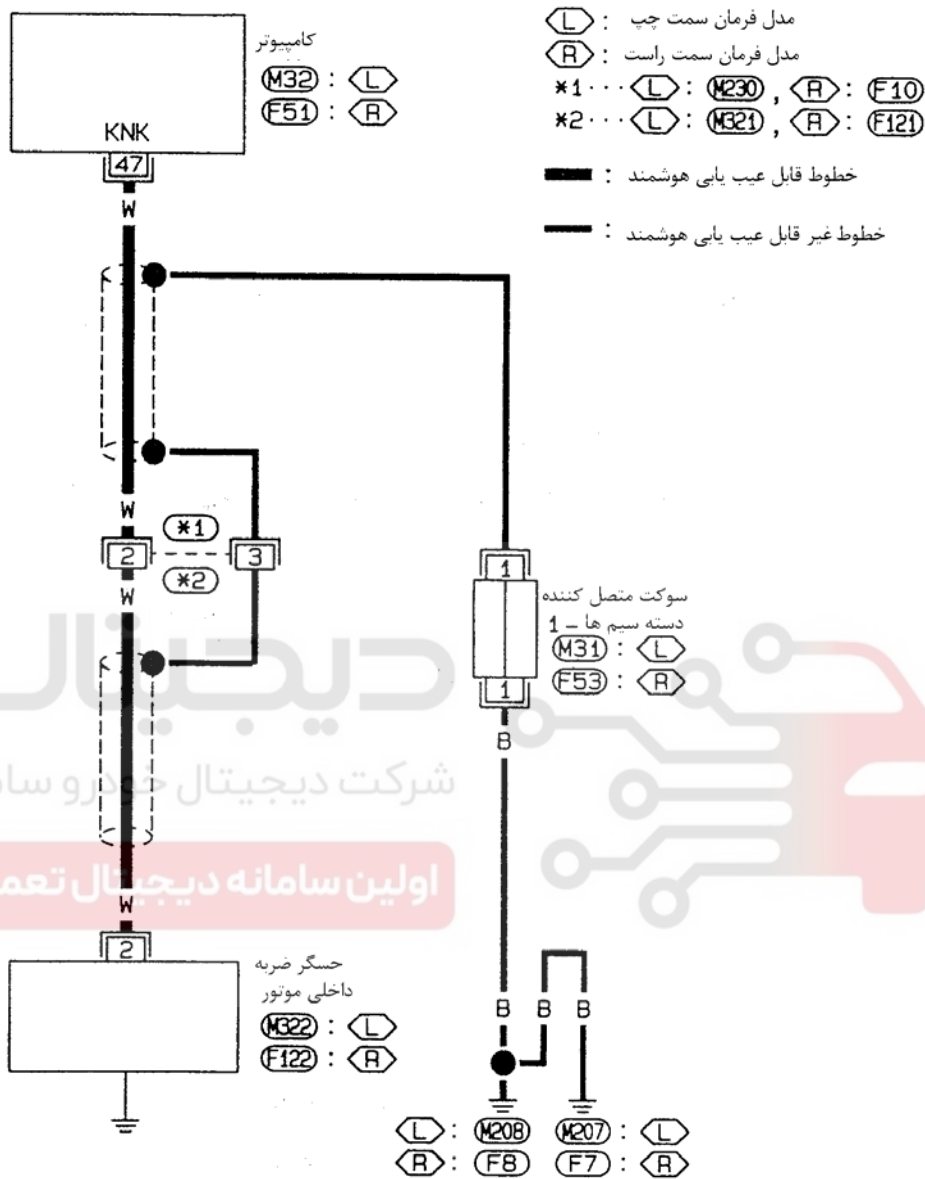 مدل فرمان سمت چپ : L
مدل فرمان سمت راست : R
*1 ··· L : M230 , R : F10
*2 ··· L : M321 , R : F121
خطوط قابل عیب یابی هوشمند :
خطوط غیر قابل عیب یابی هوشمند :
کامپیوتر
M32 : L
F51 : R
KNK
47
W
W
*1
2
3
*2
W
1
سوکت متصل کننده
دسته سیم ها - 1
M31 : L
F53 : R
1
B
دیجیتال
شرکت دیجیتال خودرو
اولین سامانه دیجیتال
W
2
حسگر ضربه
داخلی موتور
M322 : L
F122 : R
B B B
L : M208 M207 : L
R : F8 F7 : R